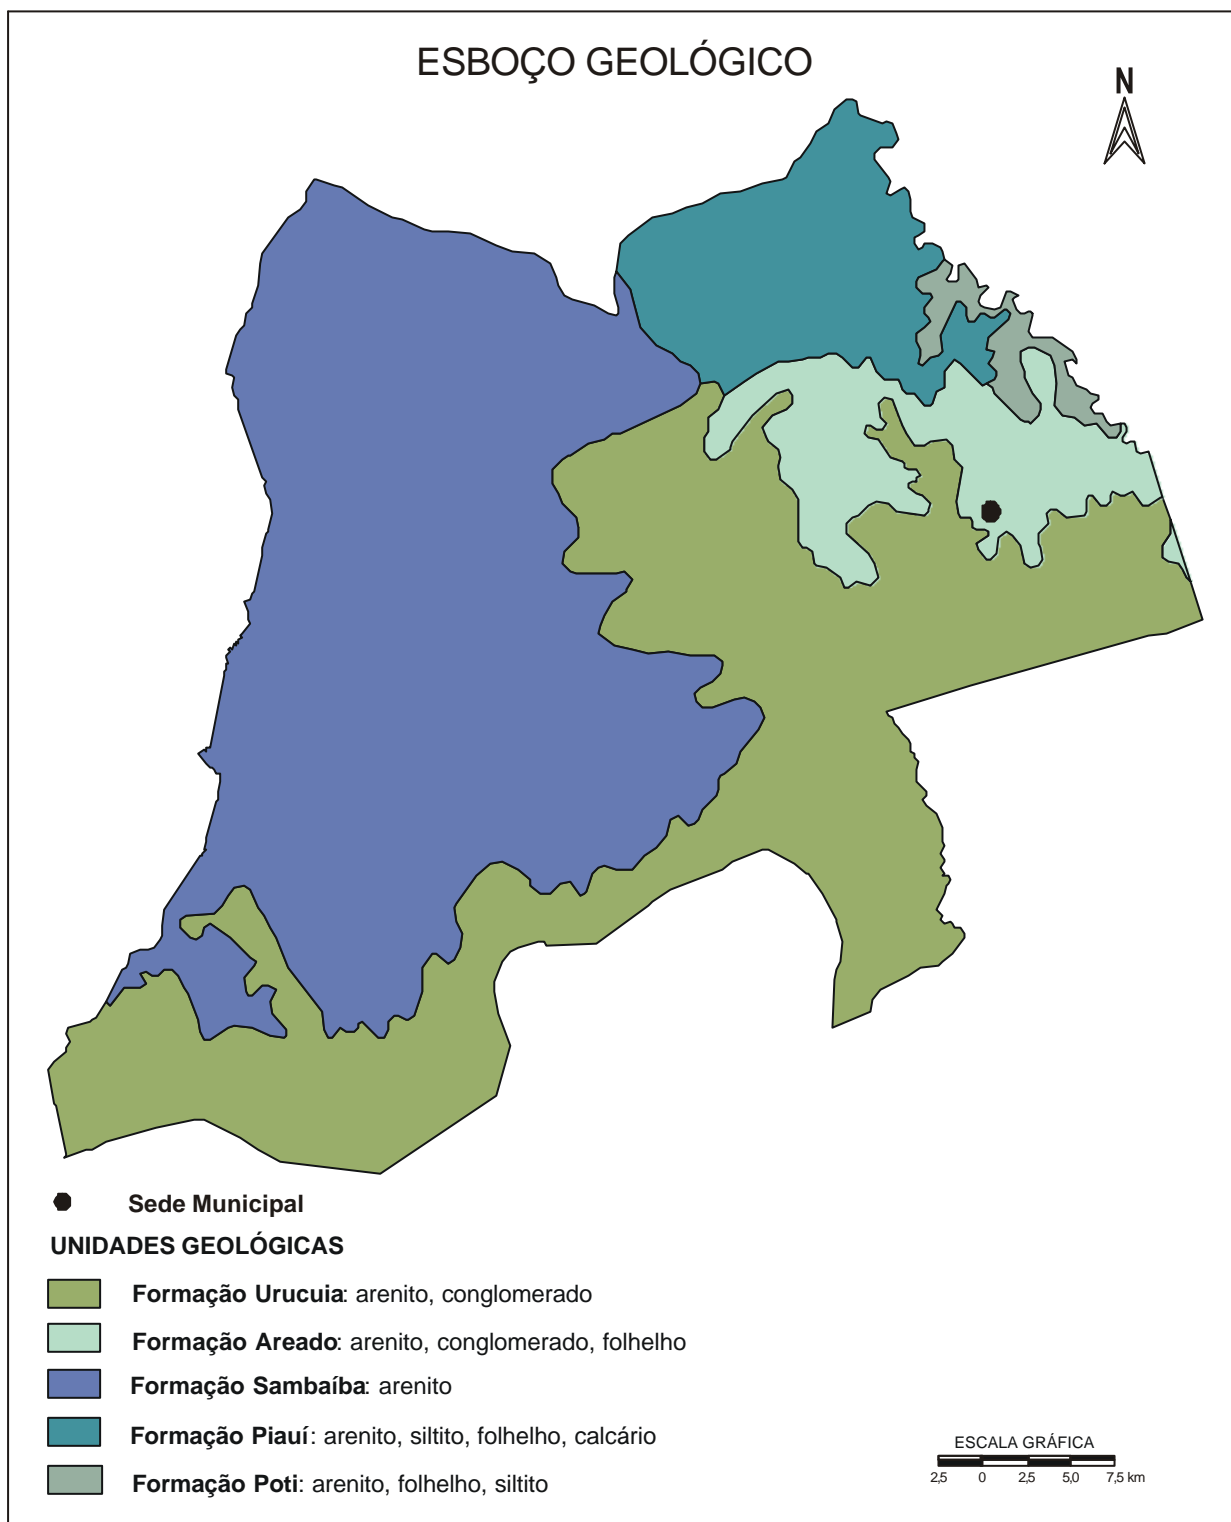 ESBOÇO GEOLÓGICO
N
Sede Municipal
UNIDADES GEOLÓGICAS
Formação Urucuia: arenito, conglomerado
Formação Areado: arenito, conglomerado, folhelho
Formação Sambaíba: arenito
Formação Piauí: arenito, siltito, folhelho, calcário
Formação Poti: arenito, folhelho, siltito
ESCALA GRÁFICA
2,5 0 2,5 5,0 7,5 km